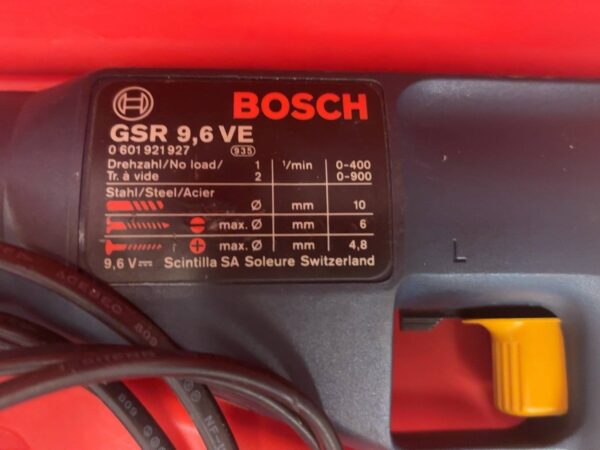 BOSCH
GSR 9,6 VE
0 601 921 927 935
Drehzahl/No load/ 1 ¹/min 0-400
Tr. à vide 2 0-900
Stahl/Steel/Acier
Ø mm 10
max. Ø mm 6
max. Ø mm 4,8
9,6 V⎓ Scintilla SA Soleure Switzerland
L